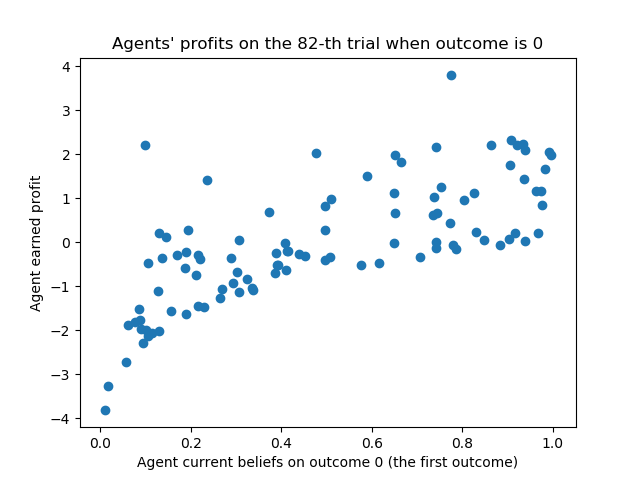 Agents' profits on the 82-th trial when outcome is 0
4
3
2
1
0
−1
−2
−3
−4
Agent earned profit
0.0 0.2 0.4 0.6 0.8 1.0
Agent current beliefs on outcome 0 (the first outcome)